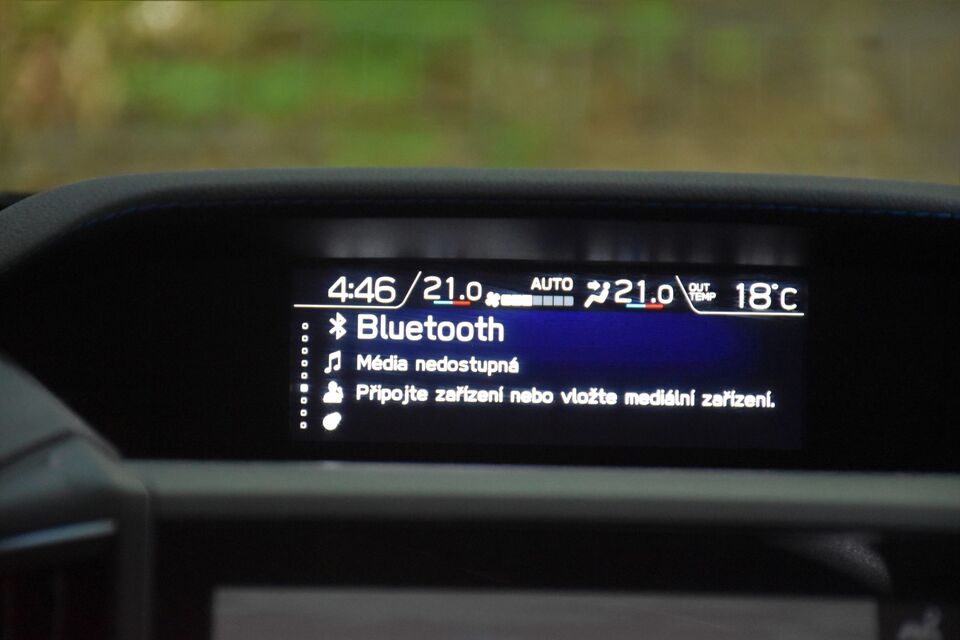 4:46 21.0 AUTO 21.0 OUT TEMP 18°C
Bluetooth
Média nedostupná
Připojte zařízení nebo vložte mediální zařízení.